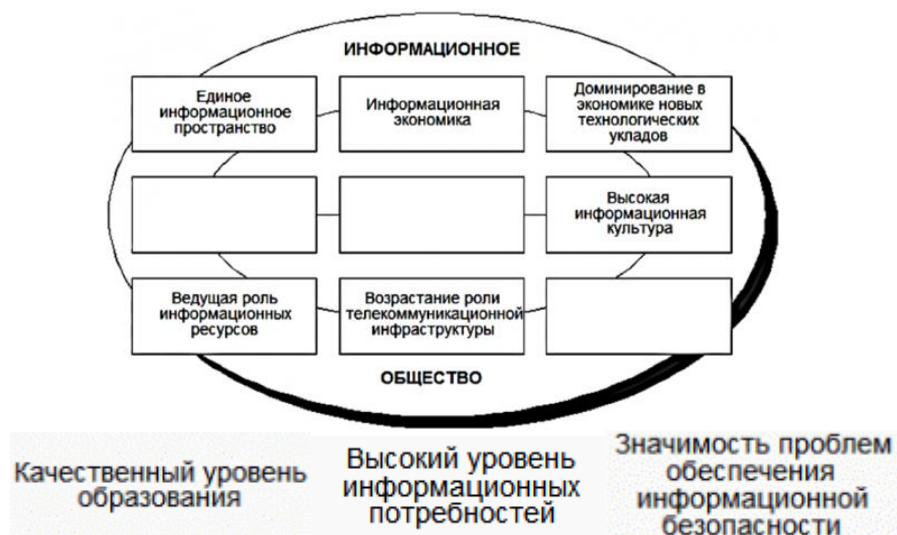 ИНФОРМАЦИОННОЕ
Единое
информационное
пространство
Информационная
экономика
Доминирование в
экономике новых
технологических
укладов
Высокая
информационная
культура
Ведущая роль
информационных
ресурсов
Возрастание роли
телекоммуникационной
инфраструктуры
ОБЩЕСТВО
Качественный уровень
образования
Высокий уровень
информационных
потребностей
Значимость проблем
обеспечения
информационной
безопасности